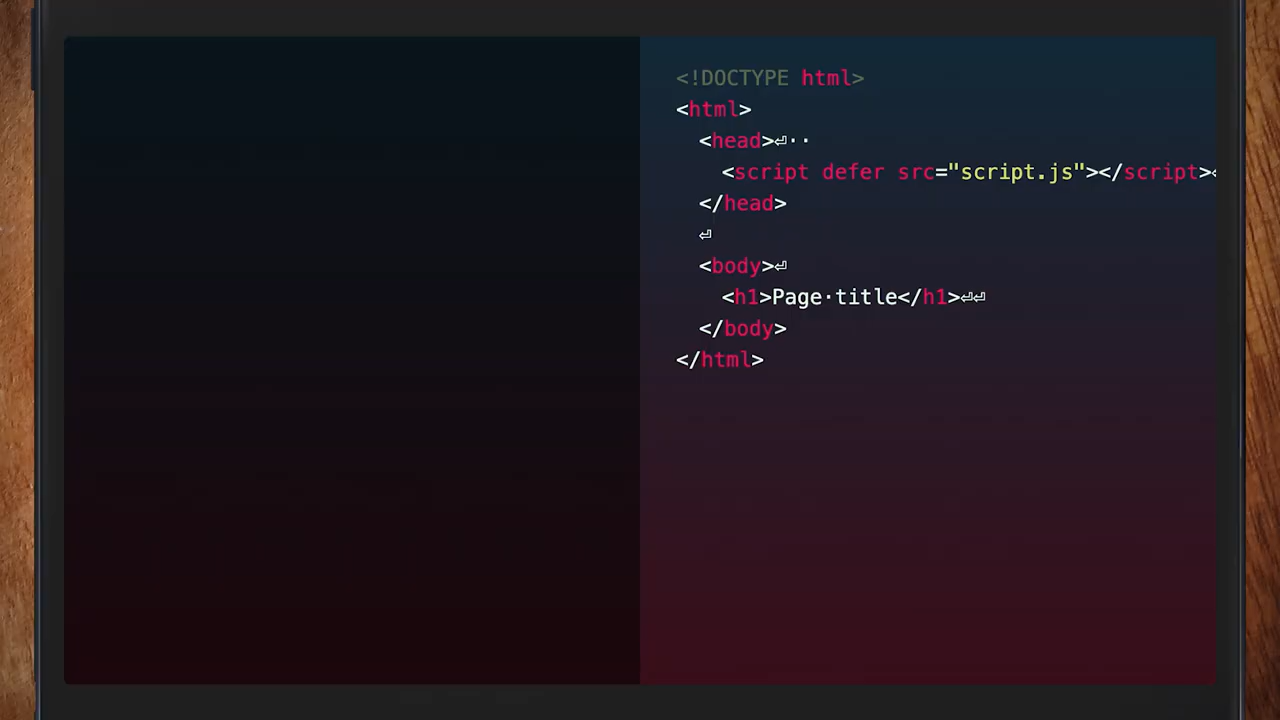 <!DOCTYPE html>
<html>
<head>⏎··
<script defer src="script.js"></script>
</head>
⏎
<body>⏎
<h1>Page·title</h1>⏎⏎
</body>
</html>